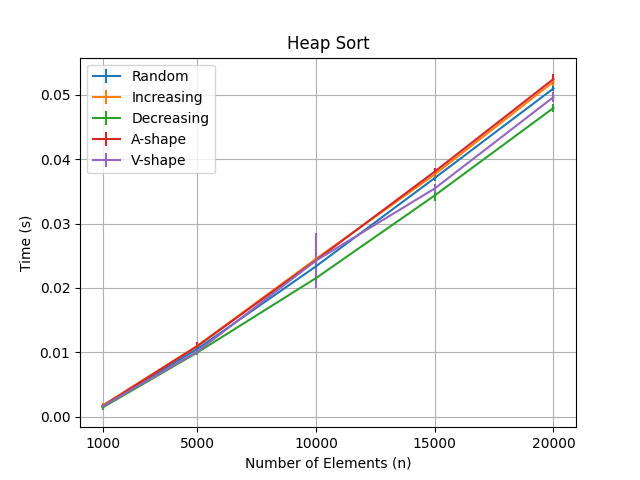 Heap Sort
Random
Increasing
Decreasing
A-shape
V-shape
Time (s)
0.05
0.04
0.03
0.02
0.01
0.00
1000 5000 10000 15000 20000
Number of Elements (n)